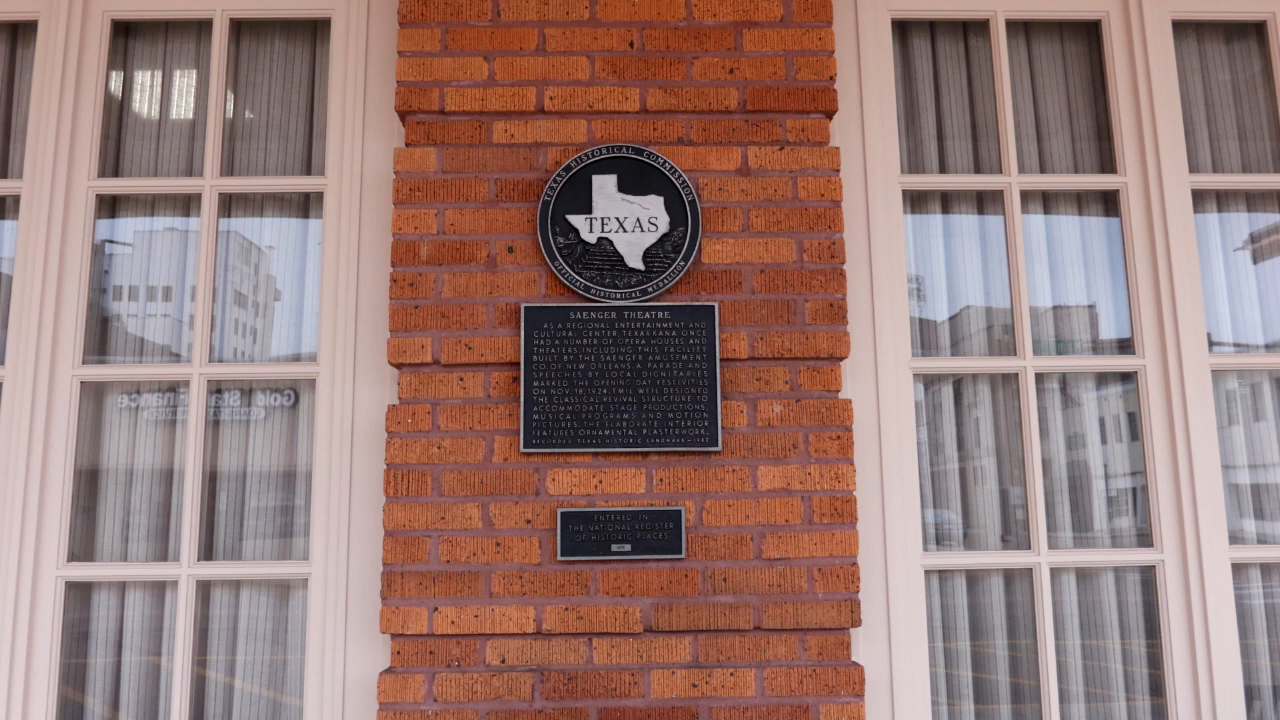 TEXAS HISTORICAL COMMISSION
TEXAS
OFFICIAL HISTORICAL MEDALLION
SAENGER THEATRE
AS A REGIONAL ENTERTAINMENT AND
CULTURAL CENTER, TEXARKANA ONCE
HAD A NUMBER OF OPERA HOUSES AND
THEATERS, INCLUDING THIS FACILITY
BUILT BY THE SAENGER AMUSEMENT
CO. OF NEW ORLEANS. A PARADE AND
SPEECHES BY LOCAL DIGNITARIES
MARKED THE OPENING DAY FESTIVITIES
ON NOV. 18, 1924. EMIL WEIL DESIGNED
THE CLASSICAL REVIVAL STRUCTURE TO
ACCOMMODATE STAGE PRODUCTIONS,
MUSICAL PROGRAMS AND MOTION
PICTURES. THE ELABORATE INTERIOR
FEATURES ORNAMENTAL PLASTERWORK.
RECORDED TEXAS HISTORIC LANDMARK - 1982
ENTERED IN
THE NATIONAL REGISTER
OF HISTORIC PLACES
Gold Star Finance